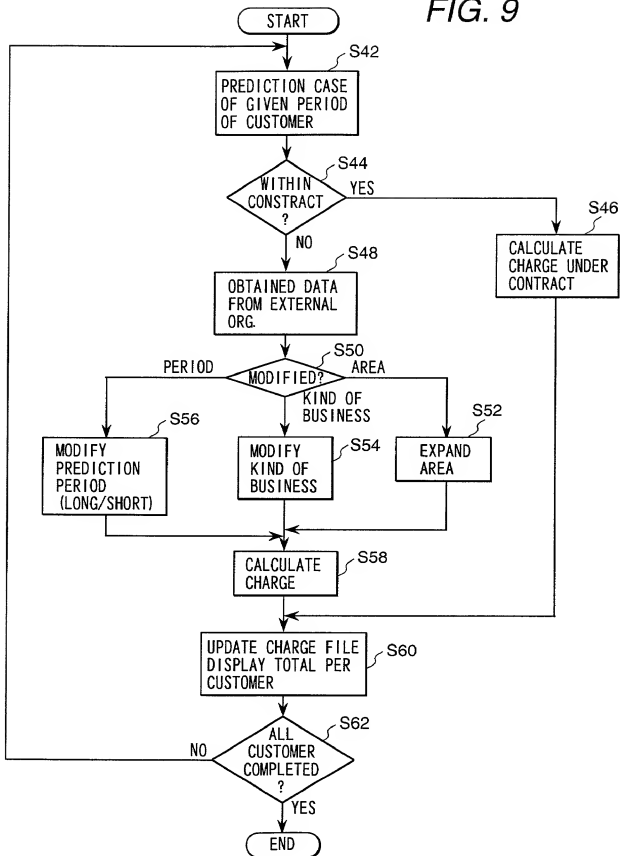 FIG. 9
START
S42
PREDICTION CASE
OF GIVEN PERIOD
OF CUSTOMER
S44
WITHIN
CONSTRACT
?
YES
NO
S46
CALCULATE
CHARGE UNDER
CONTRACT
S48
OBTAINED DATA
FROM EXTERNAL
ORG.
S50
MODIFIED?
PERIOD
AREA
KIND OF
BUSINESS
S56
MODIFY
PREDICTION
PERIOD
(LONG/SHORT)
S54
MODIFY
KIND OF
BUSINESS
S52
EXPAND
AREA
S58
CALCULATE
CHARGE
S60
UPDATE CHARGE FILE
DISPLAY TOTAL PER
CUSTOMER
S62
ALL
CUSTOMER
COMPLETED
?
NO
YES
END